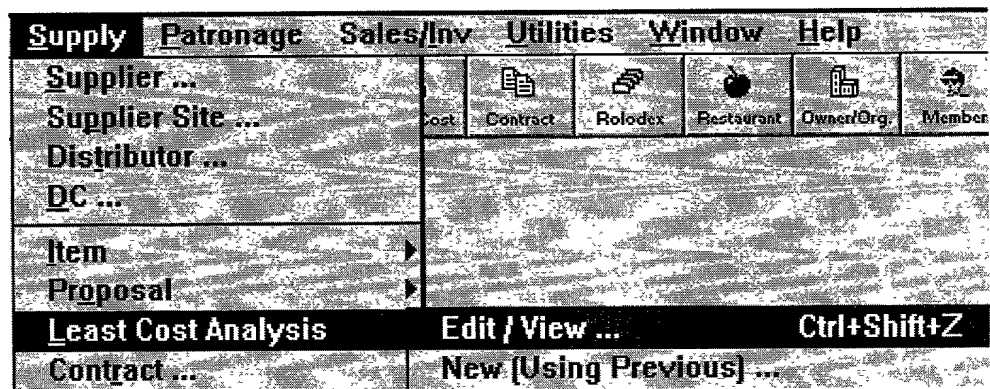 Supply Patronage Sales/Inv Utilities Window Help
Supplier ...
Supplier Site ...
Cost Contract Rolodex Restaurant Owner/Org. Member
Distributor ...
DC ...
Item
Proposal
Least Cost Analysis Edit / View ... Ctrl+Shift+Z
Contract ... New (Using Previous) ...